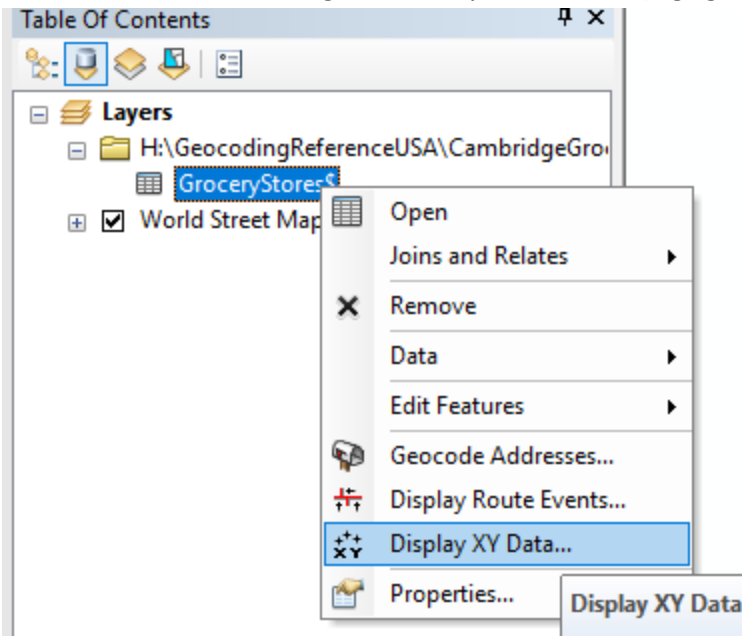 Table Of Contents
Layers
H:\GeocodingReferenceUSA\CambridgeGro
GroceryStores$
World Street Map
Open
Joins and Relates
Remove
Data
Edit Features
Geocode Addresses...
Display Route Events...
XY Display XY Data...
Properties...
Display XY Data